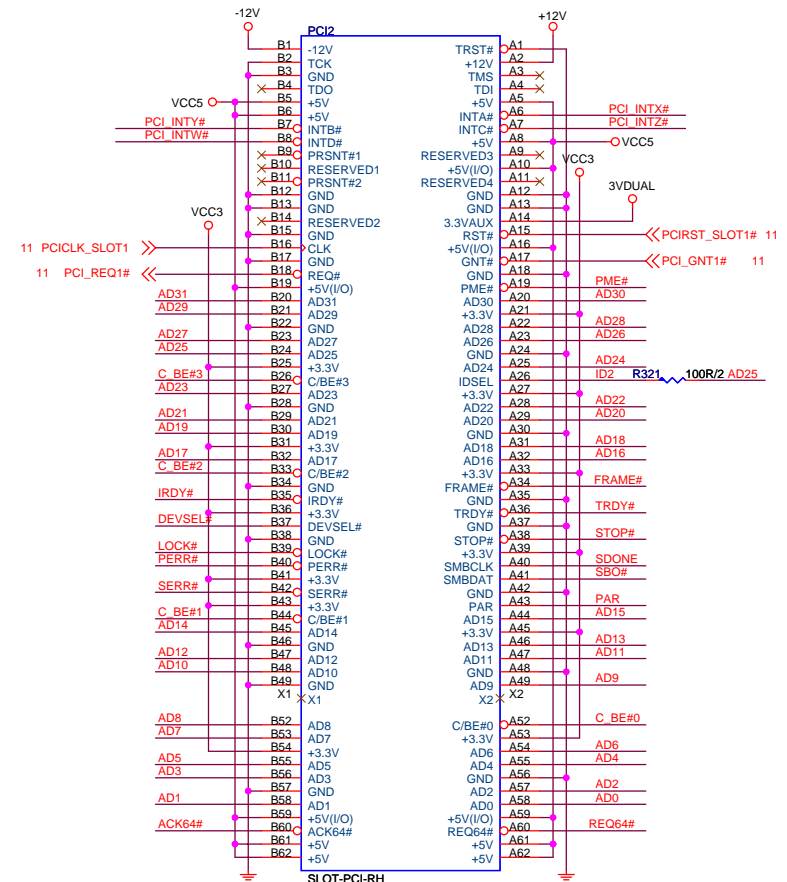 -12V +12V
PCI2
B1 -12V TRST# A1
B2 TCK +12V A2
B3 GND TMS A3
B4 TDO TDI A4
VCC5 B5 +5V +5V A5
B6 +5V INTA# A6 PCI_INTX#
PCI_INTY# B7 INTB# INTC# A7 PCI_INTZ#
PCI_INTW# B8 INTD# +5V A8 VCC5
B9 PRSNT#1 RESERVED3 A9
B10 RESERVED1 +5V(I/O) A10 VCC3
B11 PRSNT#2 RESERVED4 A11
B12 GND GND A12
B13 GND GND A13 3VDUAL
VCC3 B14 RESERVED2 3.3VAUX A14
B15 GND RST# A15 PCIRST_SLOT1# 11
11 PCICLK_SLOT1 B16 CLK +5V(I/O) A16
B17 GND GNT# A17 PCI_GNT1# 11
11 PCI_REQ1# B18 REQ# GND A18
B19 +5V(I/O) PME# A19 PME#
AD31 B20 AD31 AD30 A20 AD30
AD29 B21 AD29 +3.3V A21
B22 GND AD28 A22 AD28
AD27 B23 AD27 AD26 A23 AD26
AD25 B24 AD25 GND A24
B25 +3.3V AD24 A25 AD24
C_BE#3 B26 C/BE#3 IDSEL A26 ID2 R321 100R/2 AD25
AD23 B27 AD23 +3.3V A27
B28 GND AD22 A28 AD22
AD21 B29 AD21 AD20 A29 AD20
AD19 B30 AD19 GND A30
B31 +3.3V AD18 A31 AD18
AD17 B32 AD17 AD16 A32 AD16
C_BE#2 B33 C/BE#2 +3.3V A33
B34 GND FRAME# A34 FRAME#
IRDY# B35 IRDY# GND A35
B36 +3.3V TRDY# A36 TRDY#
DEVSEL# B37 DEVSEL# GND A37
B38 GND STOP# A38 STOP#
LOCK# B39 LOCK# +3.3V A39
PERR# B40 PERR# SMBCLK A40 SDONE
B41 +3.3V SMBDAT A41 SBO#
SERR# B42 SERR# GND A42
B43 +3.3V PAR A43 PAR
C_BE#1 B44 C/BE#1 AD15 A44 AD15
AD14 B45 AD14 +3.3V A45
B46 GND AD13 A46 AD13
AD12 B47 AD12 AD11 A47 AD11
AD10 B48 AD10 GND A48
B49 GND AD9 A49 AD9
X1 X1 X2 X2
AD8 B52 AD8 C/BE#0 A52 C_BE#0
AD7 B53 AD7 +3.3V A53
B54 +3.3V AD6 A54 AD6
AD5 B55 AD5 AD4 A55 AD4
AD3 B56 AD3 GND A56
B57 GND AD2 A57 AD2
AD1 B58 AD1 AD0 A58 AD0
B59 +5V(I/O) +5V(I/O) A59
ACK64# B60 ACK64# REQ64# A60 REQ64#
B61 +5V +5V A61
B62 +5V +5V A62
SLOT-PCI-RH